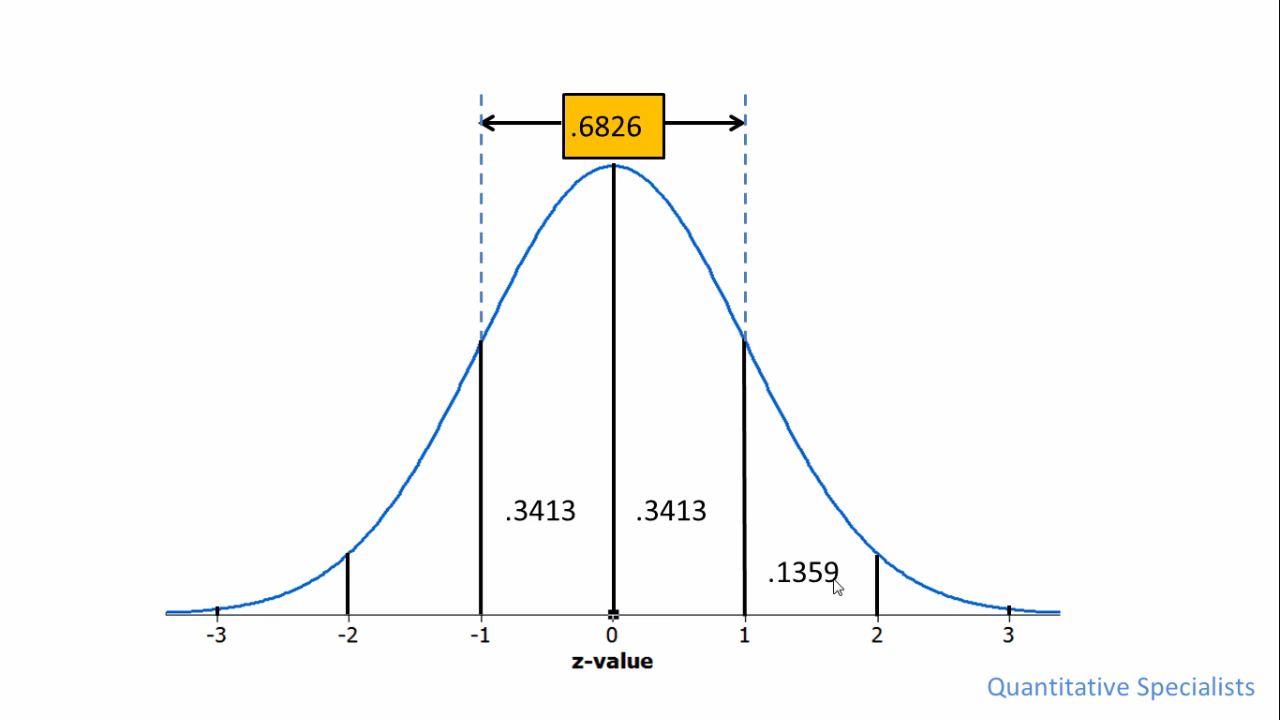 .6826
.3413 .3413
.1359
-3 -2 -1 0 1 2 3
z-value
Quantitative Specialists